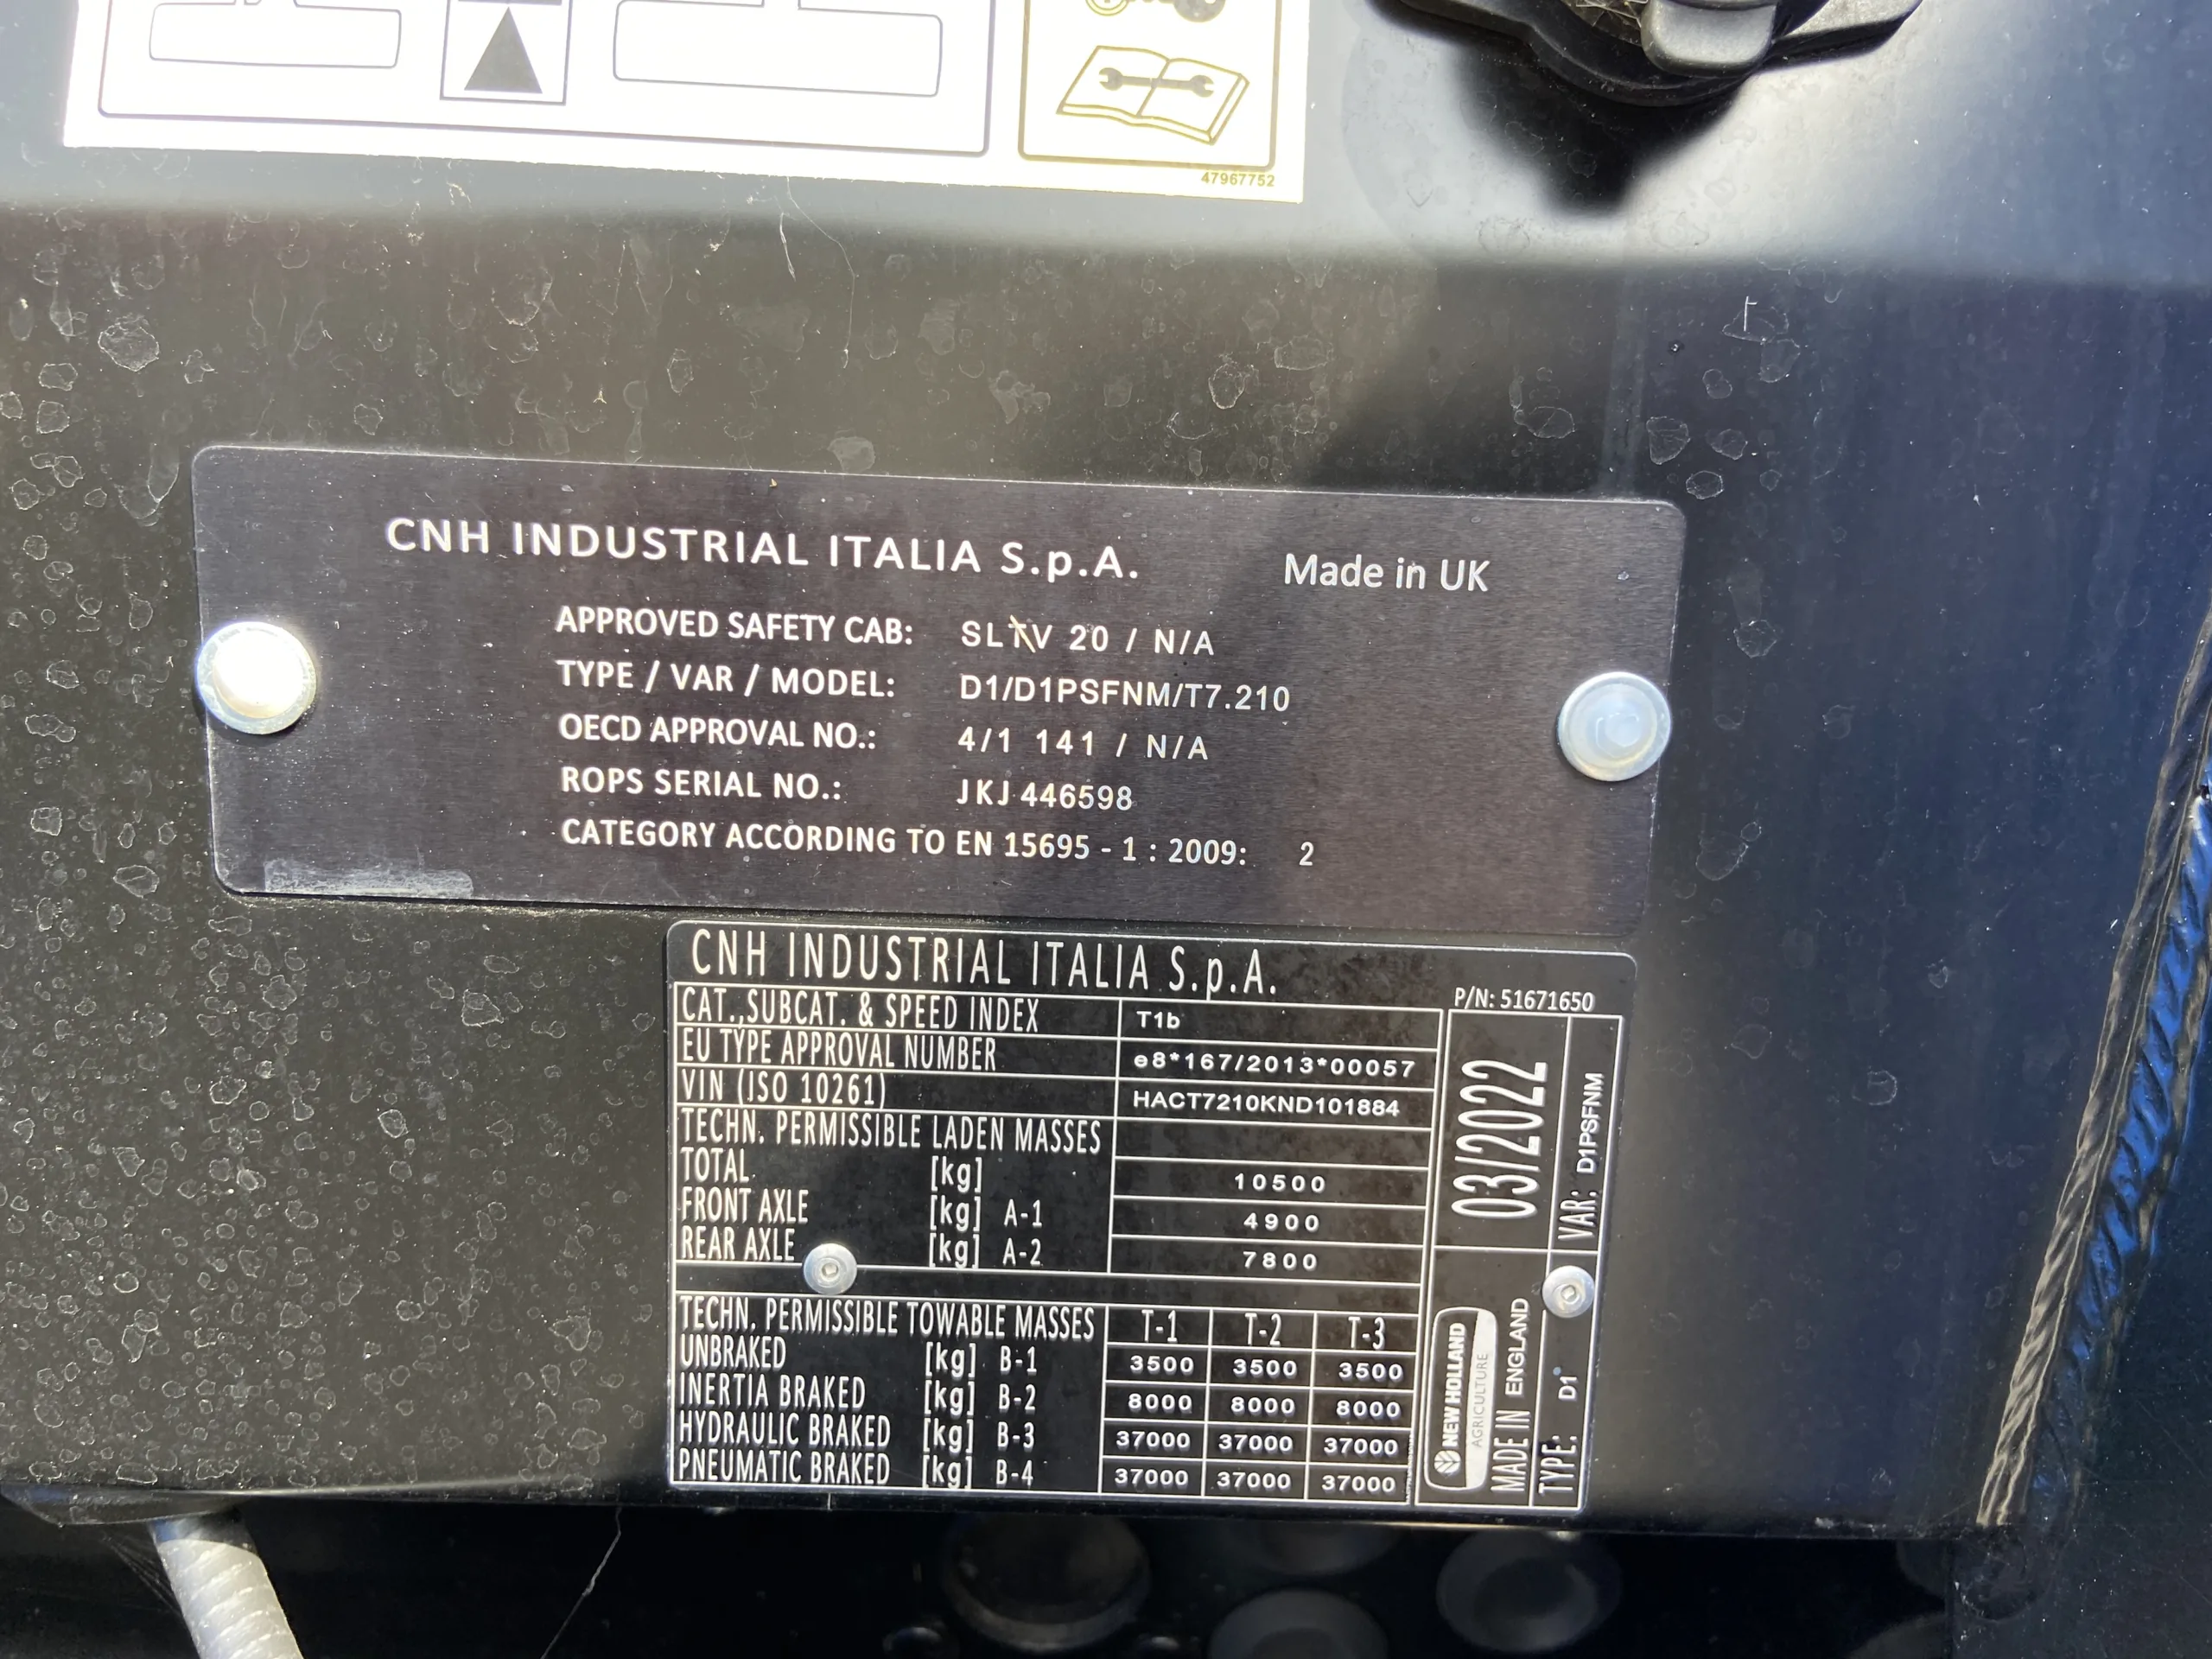 47967752
CNH INDUSTRIAL ITALIA S.p.A. Made in UK
APPROVED SAFETY CAB: SLTV 20 / N/A
TYPE / VAR / MODEL: D1/D1PSFNM/T7.210
OECD APPROVAL NO.: 4/1 141 / N/A
ROPS SERIAL NO.: JKJ 446598
CATEGORY ACCORDING TO EN 15695 - 1 : 2009: 2
CNH INDUSTRIAL ITALIA S.p.A.
P/N: 51671650
CAT.,SUBCAT. & SPEED INDEX T1b
EU TYPE APPROVAL NUMBER e8*167/2013*00057
VIN (ISO 10261) HACT7210KND101884
TECHN. PERMISSIBLE LADEN MASSES
TOTAL [kg] 10500
FRONT AXLE [kg] A-1 4900
REAR AXLE [kg] A-2 7800
TECHN. PERMISSIBLE TOWABLE MASSES T-1 T-2 T-3
UNBRAKED [kg] B-1 3500 3500 3500
INERTIA BRAKED [kg] B-2 8000 8000 8000
HYDRAULIC BRAKED [kg] B-3 37000 37000 37000
PNEUMATIC BRAKED [kg] B-4 37000 37000 37000
03/2022
VAR: D1PSFNM
NEW HOLLAND
AGRICULTURE
MADE IN ENGLAND
TYPE: D1